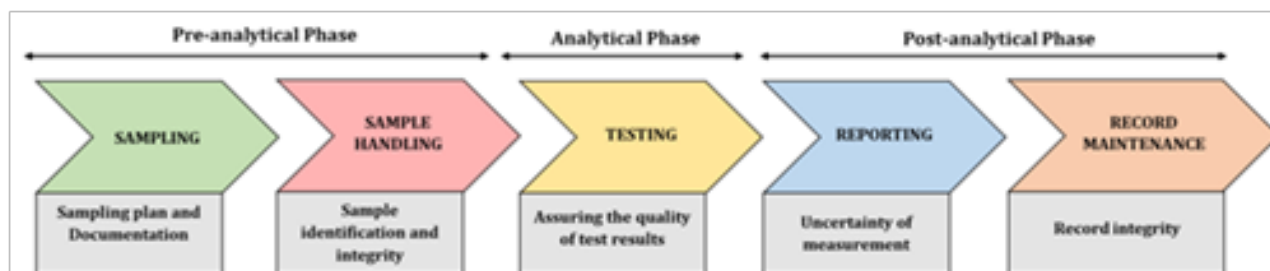 Pre-analytical Phase
Analytical Phase
Post-analytical Phase
SAMPLING
SAMPLE
HANDLING
TESTING
REPORTING
RECORD
MAINTENANCE
Sampling plan and
Documentation
Sample
identification and
integrity
Assuring the quality
of test results
Uncertainty of
measurement
Record integrity